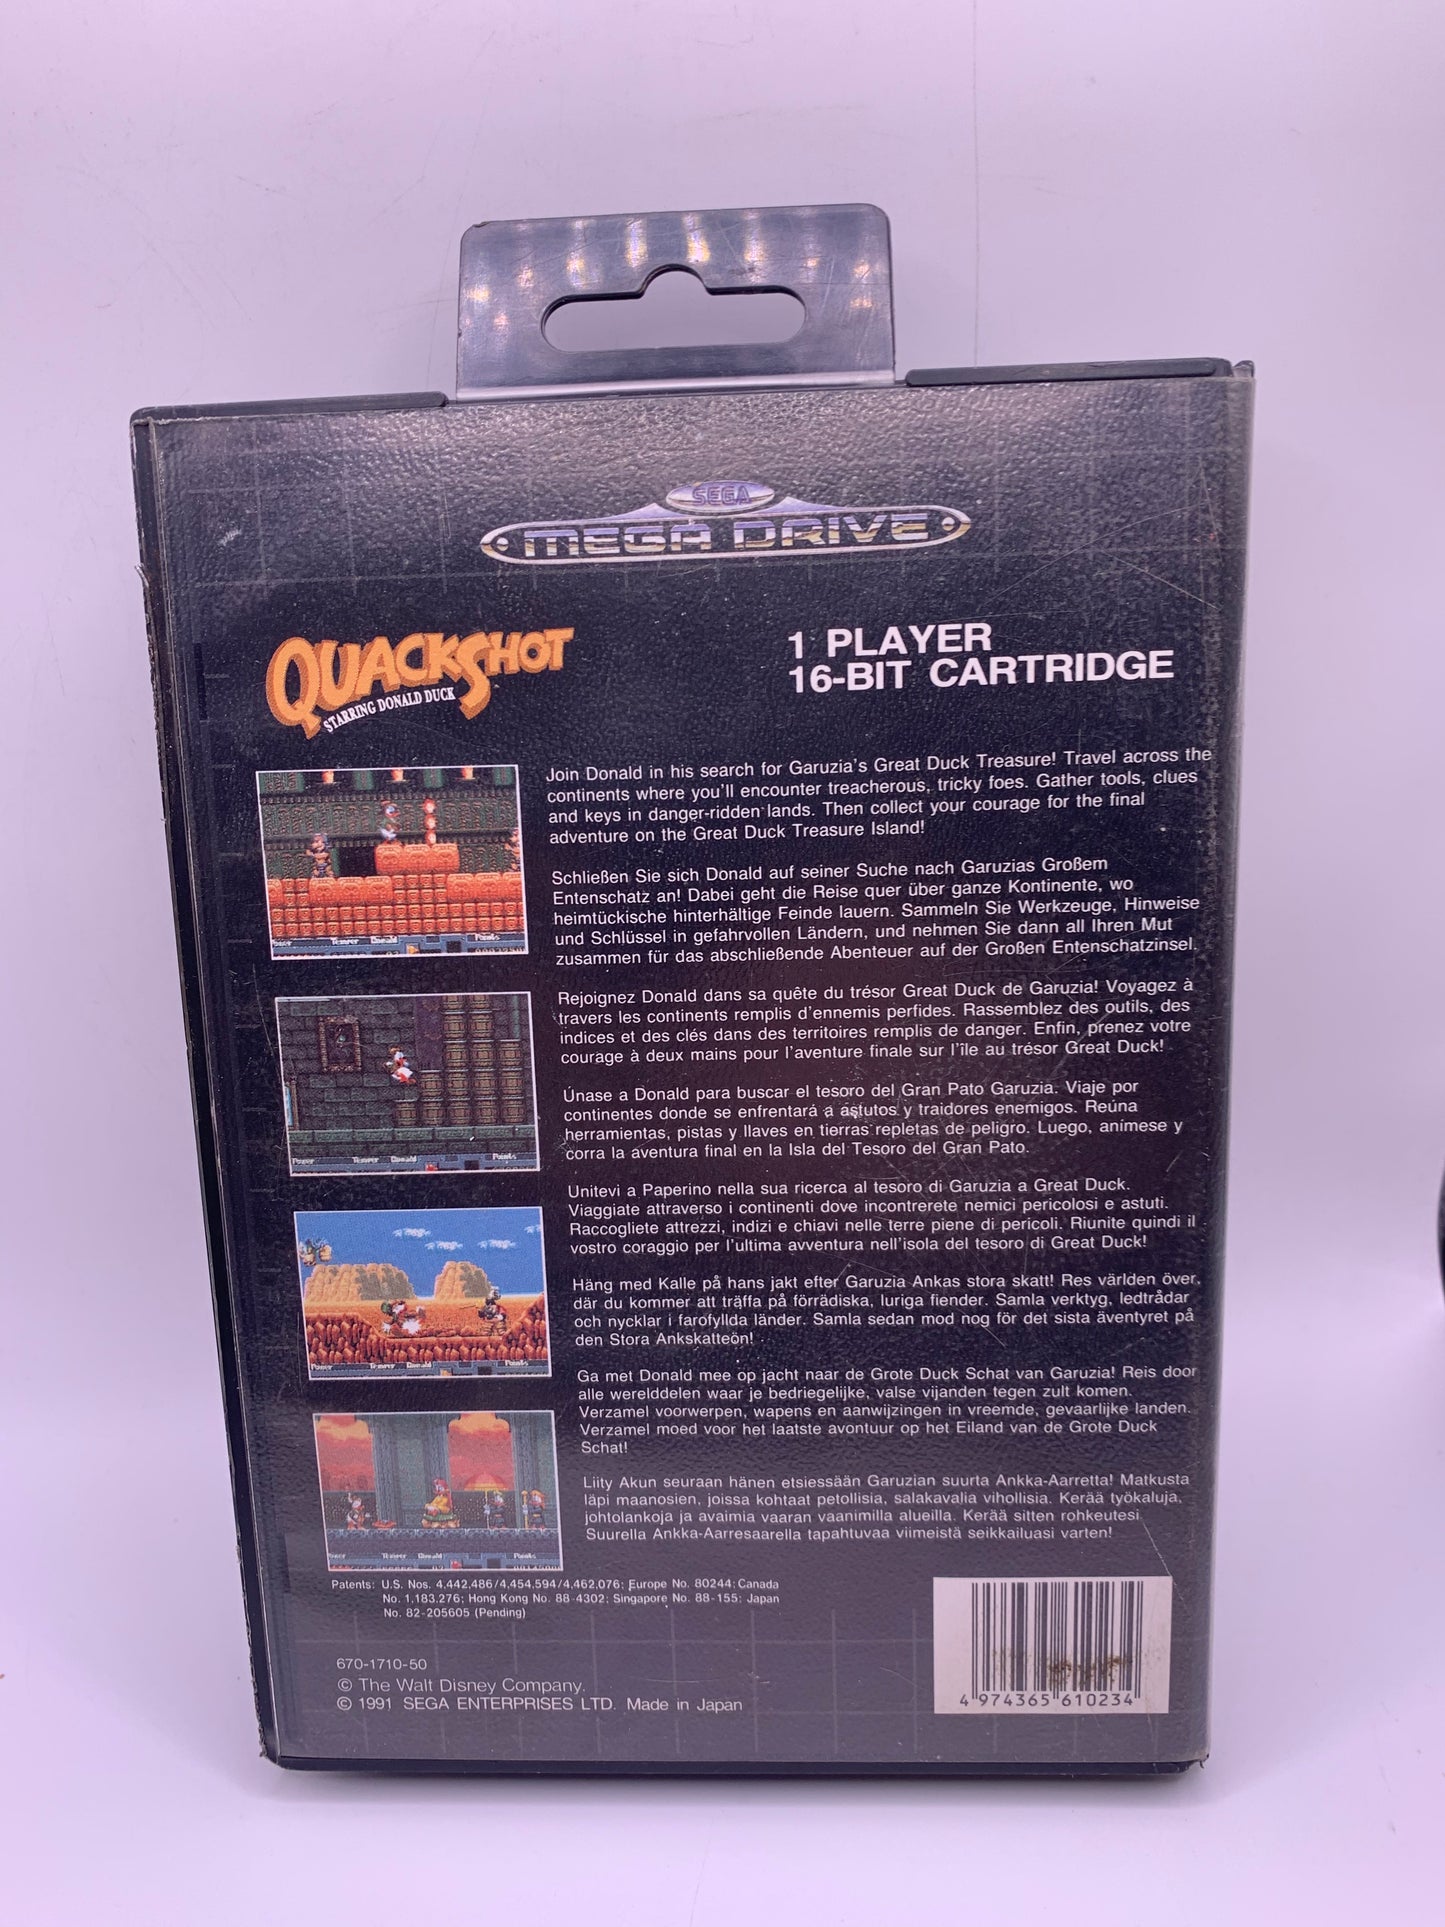 SEGA
MEGA DRIVE
QUACKSHOT
STARRING DONALD DUCK
1 PLAYER
16-BIT CARTRIDGE
Join Donald in his search for Garuzia's Great Duck Treasure! Travel across the
continents where you'll encounter treacherous, tricky foes. Gather tools, clues
and keys in danger-ridden lands. Then collect your courage for the final
adventure on the Great Duck Treasure Island!
Schließen Sie sich Donald auf seiner Suche nach Garuzias Großem
Entenschatz an! Dabei geht die Reise quer über ganze Kontinente, wo
heimtückische hinterhältige Feinde lauern. Sammeln Sie Werkzeuge, Hinweise
und Schlüssel in gefahrvollen Ländern, und nehmen Sie dann all Ihren Mut
zusammen für das abschließende Abenteuer auf der Großen Entenschatzinsel.
Rejoignez Donald dans sa quête du trésor Great Duck de Garuzia! Voyagez à
travers les continents remplis d'ennemis perfides. Rassemblez des outils, des
indices et des clés dans des territoires remplis de danger. Enfin, prenez votre
courage à deux mains pour l'aventure finale sur l'île au trésor Great Duck!
Únase a Donald para buscar el tesoro del Gran Pato Garuzia. Viaje por
continentes donde se enfrentará a astutos y traidores enemigos. Reúna
herramientas, pistas y llaves en tierras repletas de peligro. Luego, anímese y
corra la aventura final en la Isla del Tesoro del Gran Pato.
Unitevi a Paperino nella sua ricerca al tesoro di Garuzia a Great Duck.
Viaggiate attraverso i continenti dove incontrerete nemici pericolosi e astuti.
Raccogliete attrezzi, indizi e chiavi nelle terre piene di pericoli. Riunite quindi il
vostro coraggio per l'ultima avventura nell'isola del tesoro di Great Duck!
Häng med Kalle på hans jakt efter Garuzia Ankas stora skatt! Res världen över,
där du kommer att träffa på förrädiska, luriga fiender. Samla verktyg, ledtrådar
och nycklar i farofyllda länder. Samla sedan mod nog för det sista äventyret på
den Stora Ankskatteön!
Ga met Donald mee op jacht naar de Grote Duck Schat van Garuzia! Reis door
alle werelddelen waar je bedriegelijke, valse vijanden tegen zult komen.
Verzamel voorwerpen, wapens en aanwijzingen in vreemde, gevaarlijke landen.
Verzamel moed voor het laatste avontuur op het Eiland van de Grote Duck
Schat!
Liity Akun seuraan hänen etsiessään Garuzian suurta Ankka-Aarretta! Matkusta
läpi maanosien, joissa kohtaat petollisia, salakavalia vihollisia. Kerää työkaluja,
johtolankoja ja avaimia vaaran vaanimilla alueilla. Kerää sitten rohkeutesi
Suurella Ankka-Aarresaarella tapahtuvaa viimeistä seikkailuasi varten!
Power Temper Donald Points
Power Temper Donald Points
Power Temper Donald Points
Power Temper Donald Points
Patents: U.S. Nos. 4,442,486/4,454,594/4,462,076; Europe No. 80244; Canada
No. 1,183,276; Hong Kong No. 88-4302; Singapore No. 88-155; Japan
No. 82-205605 (Pending)
670-1710-50
© The Walt Disney Company.
© 1991 SEGA ENTERPRISES LTD. Made in Japan
4 974365 610234